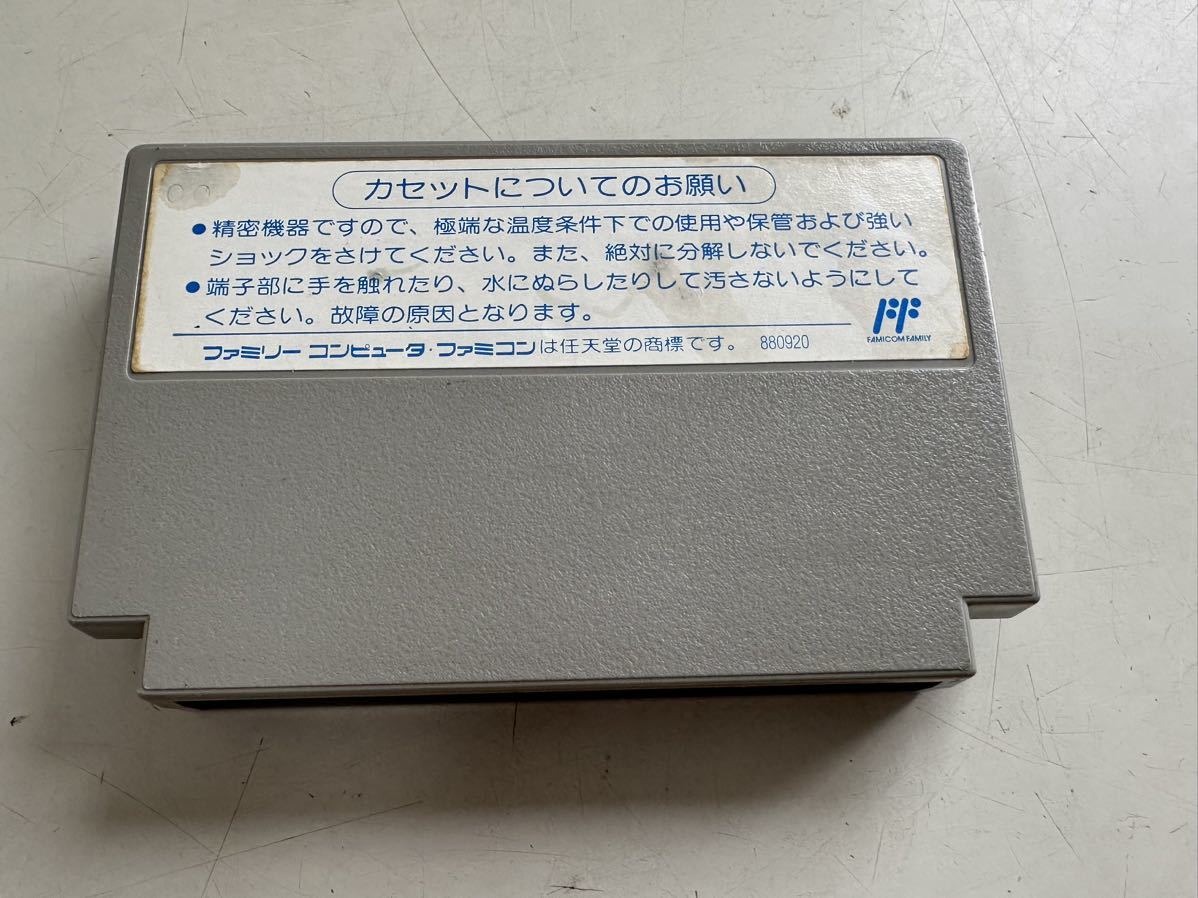 カセットについてのお願い
●精密機器ですので、極端な温度条件下での使用や保管および強い
ショックをさけてください。また、絶対に分解しないでください。
●端子部に手を触れたり、水にぬらしたりして汚さないようにして
ください。故障の原因となります。
FF
FAMICOM FAMILY
ファミリー コンピュータ・ファミコンは任天堂の商標です。 880920